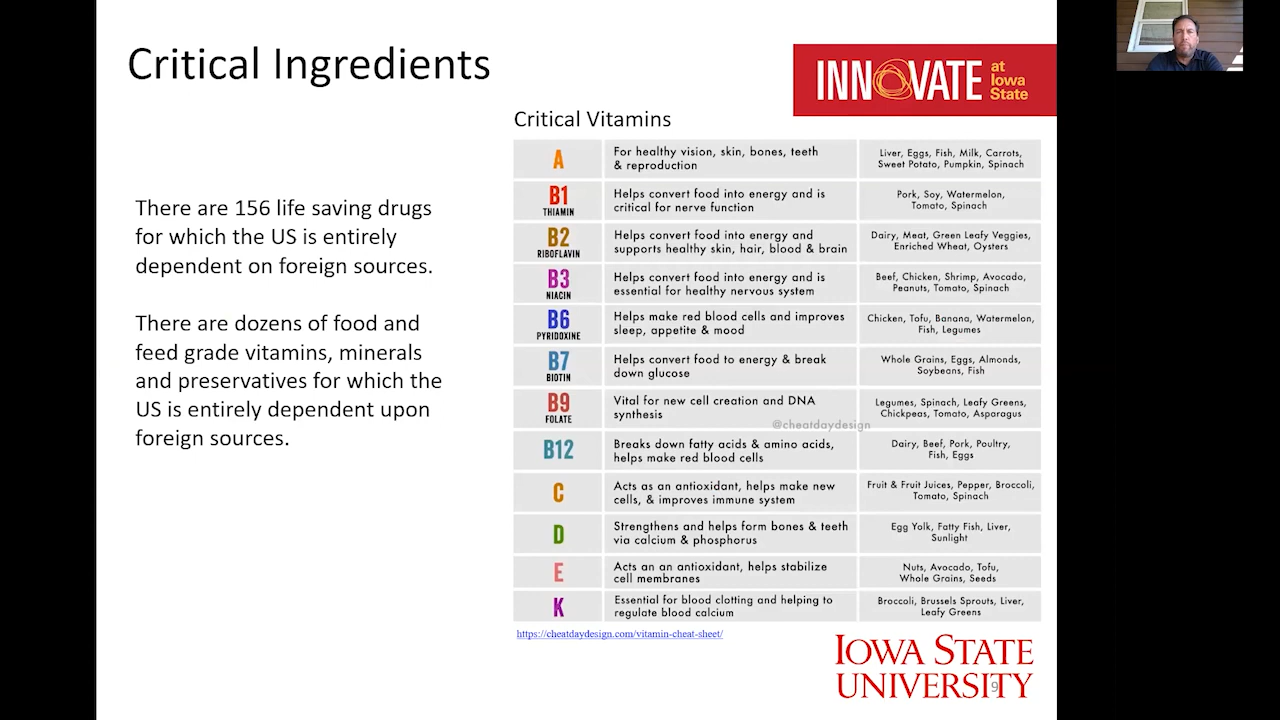 Critical Ingredients
INNOVATE
at
Iowa
State
Critical Vitamins
There are 156 life saving drugs
for which the US is entirely
dependent on foreign sources.
There are dozens of food and
feed grade vitamins, minerals
and preservatives for which the
US is entirely dependent upon
foreign sources.
A
For healthy vision, skin, bones, teeth
& reproduction
Liver, Eggs, Fish, Milk, Carrots,
Sweet Potato, Pumpkin, Spinach
B1
THIAMIN
Helps convert food into energy and is
critical for nerve function
Pork, Soy, Watermelon,
Tomato, Spinach
B2
RIBOFLAVIN
Helps convert food into energy and
supports healthy skin, hair, blood & brain
Dairy, Meat, Green Leafy Veggies,
Enriched Wheat, Oysters
B3
NIACIN
Helps convert food into energy and is
essential for healthy nervous system
Beef, Chicken, Shrimp, Avocado,
Peanuts, Tomato, Spinach
B6
PYRIDOXINE
Helps make red blood cells and improves
sleep, appetite & mood
Chicken, Tofu, Banana, Watermelon,
Fish, Legumes
B7
BIOTIN
Helps convert food to energy & break
down glucose
Whole Grains, Eggs, Almonds,
Soybeans, Fish
B9
FOLATE
Vital for new cell creation and DNA
synthesis
Legumes, Spinach, Leafy Greens,
Chickpeas, Tomato, Asparagus
@cheatdaydesign
B12
Breaks down fatty acids & amino acids,
helps make red blood cells
Dairy, Beef, Pork, Poultry,
Fish, Eggs
C
Acts as an antioxidant, helps make new
cells, & improves immune system
Fruit & Fruit Juices, Pepper, Broccoli,
Tomato, Spinach
D
Strengthens and helps form bones & teeth
via calcium & phosphorus
Egg Yolk, Fatty Fish, Liver,
Sunlight
E
Acts an an antioxidant, helps stabilize
cell membranes
Nuts, Avocado, Tofu,
Whole Grains, Seeds
K
Essential for blood clotting and helping to
regulate blood calcium
Broccoli, Brussels Sprouts, Liver,
Leafy Greens
https://cheatdaydesign.com/vitamin-cheat-sheet/
IOWA STATE
UNIVERSITY
9